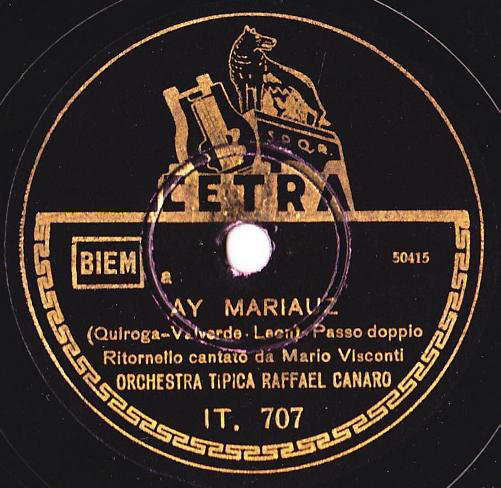 S.P.Q.R.
CETRA
BIEM
50415
a
AY MARIAUZ
(Quiroga-Valverde-Leon). Passo doppio
Ritornello cantato da Mario Visconti
ORCHESTRA TIPICA RAFFAEL CANARO
IT. 707